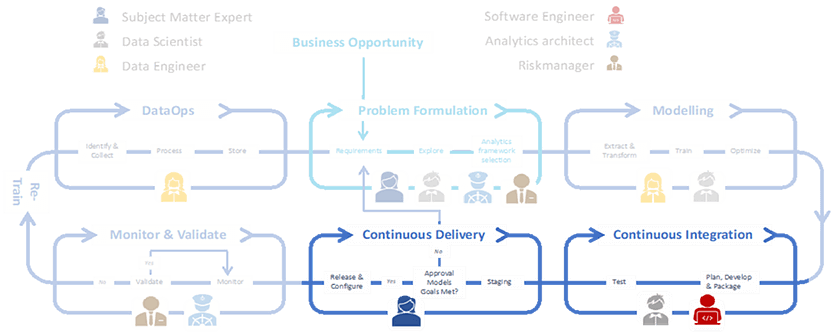 Subject Matter Expert
Data Scientist
Data Engineer
Business Opportunity
Software Engineer
Analytics architect
Riskmanager
DataOps
Identify &
Collect
Process
Store
Problem Formulation
Requirements
Explore
Analytics
framework
selection
Modelling
Extract &
Transform
Train
Optimize
Re-
Train
Monitor & Validate
Yes
No
Validate
Monitor
Continuous Delivery
No
Release &
Configure
Yes
Approval
Models
Goals Met?
Staging
Continuous Integration
Test
Plan, Develop
& Package